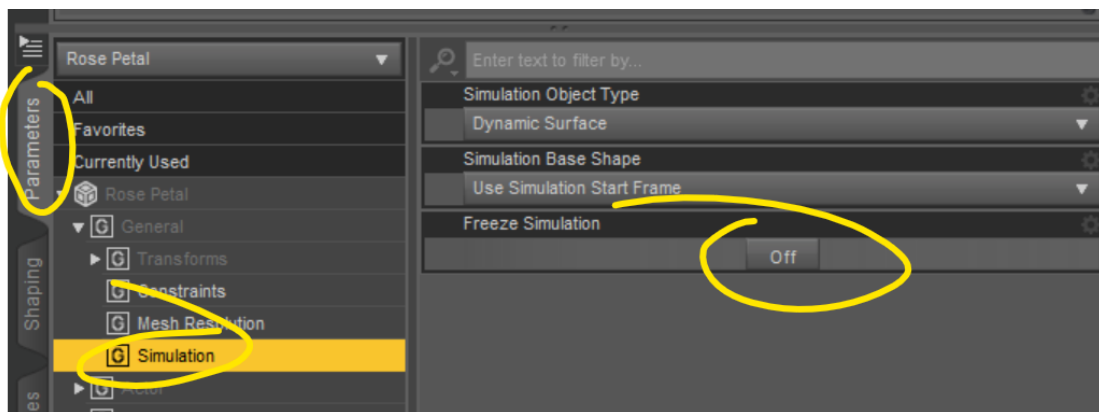 Parameters
Shaping
Rose Petal
All
Favorites
Currently Used
Rose Petal
G General
G Transforms
G Constraints
G Mesh Resolution
G Simulation
G Actor
Enter text to filter by...
Simulation Object Type
Dynamic Surface
Simulation Base Shape
Use Simulation Start Frame
Freeze Simulation
Off